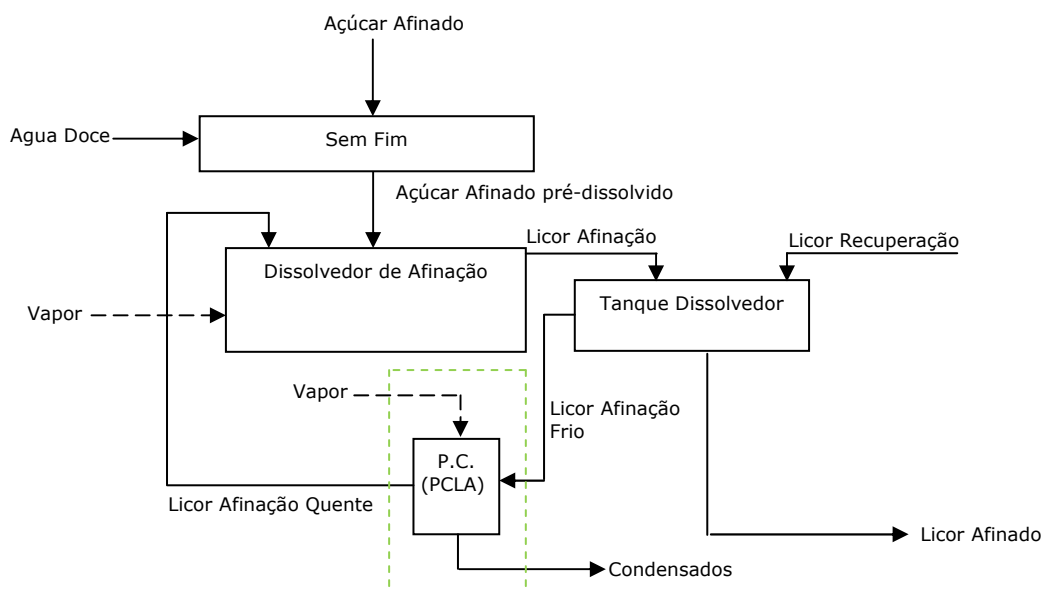 Açúcar Afinado
Agua Doce
Sem Fim
Açúcar Afinado pré-dissolvido
Licor Afinação
Licor Recuperação
Dissolvedor de Afinação
Tanque Dissolvedor
Vapor
Vapor
Licor Afinação
Frio
P.C.
(PCLA)
Licor Afinação Quente
Licor Afinado
Condensados